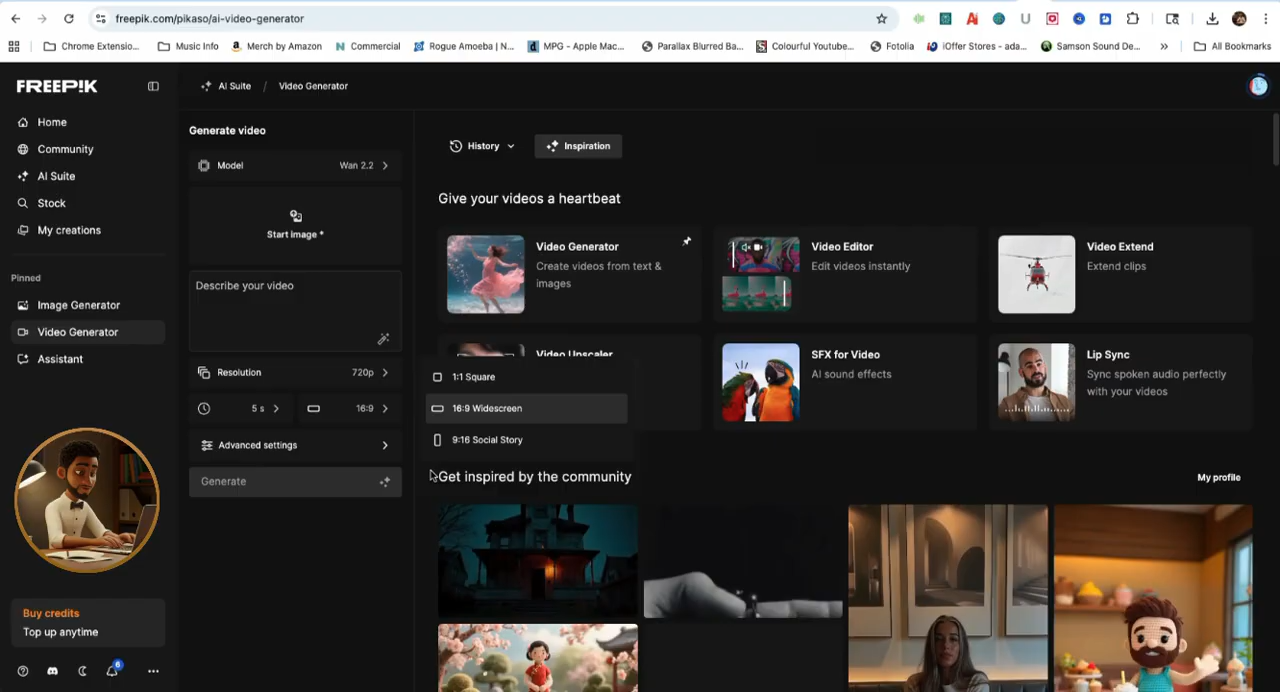 freepik.com/pikaso/ai-video-generator
Chrome Extensio...
Music Info
Merch by Amazon
Commercial
Rogue Amoeba | N...
MPG - Apple Mac...
Parallax Blurred Ba...
Colourful Youtube...
Fotolia
iOffer Stores - ada...
Samson Sound De...
»
All Bookmarks
FREEP!K
Home
Community
AI Suite
Stock
My creations
Pinned
Image Generator
Video Generator
Assistant
Buy credits
Top up anytime
6
AI Suite / Video Generator
Generate video
Model Wan 2.2
Start image *
Describe your video
Resolution 720p
5 s
16:9
Advanced settings
Generate
1:1 Square
16:9 Widescreen
9:16 Social Story
History
Inspiration
Give your videos a heartbeat
Video Generator
Create videos from text &
images
Video Editor
Edit videos instantly
Video Extend
Extend clips
Video Upscaler
SFX for Video
AI sound effects
Lip Sync
Sync spoken audio perfectly
with your videos
Get inspired by the community
My profile